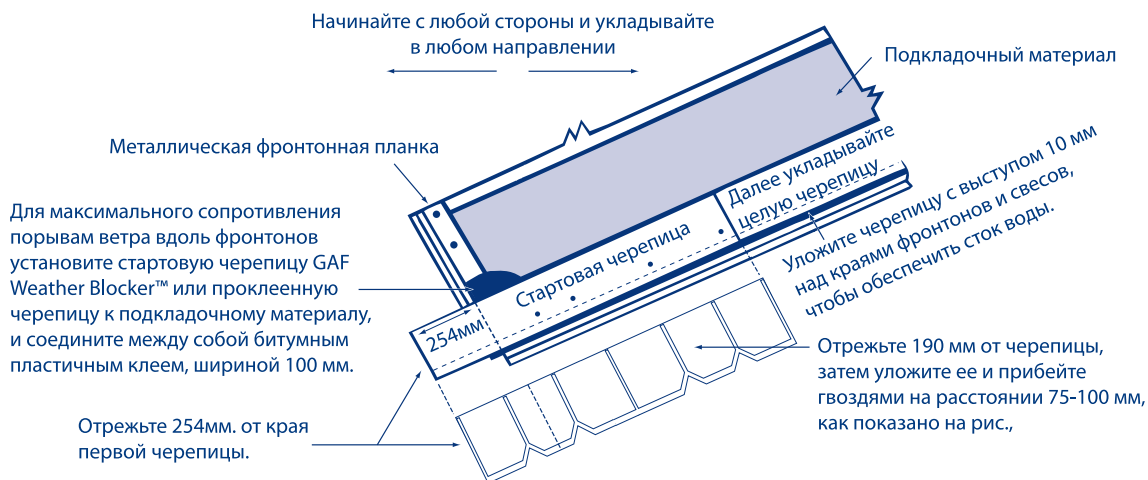 Начинайте с любой стороны и укладывайте
в любом направлении
Подкладочный материал
Металлическая фронтонная планка
Для максимального сопротивления
порывам ветра вдоль фронтонов
установите стартовую черепицу GAF
Weather Blocker™ или проклеенную
черепицу к подкладочному материалу,
и соедините между собой битумным
пластичным клеем, шириной 100 мм.
Далее укладывайте
целую черепицу
Стартовая черепица
254мм
Уложите черепицу с выступом 10 мм
над краями фронтонов и свесов,
чтобы обеспечить сток воды.
Отрежьте 190 мм от черепицы,
затем уложите ее и прибейте
гвоздями на расстоянии 75-100 мм,
как показано на рис.,
Отрежьте 254мм. от края
первой черепицы.